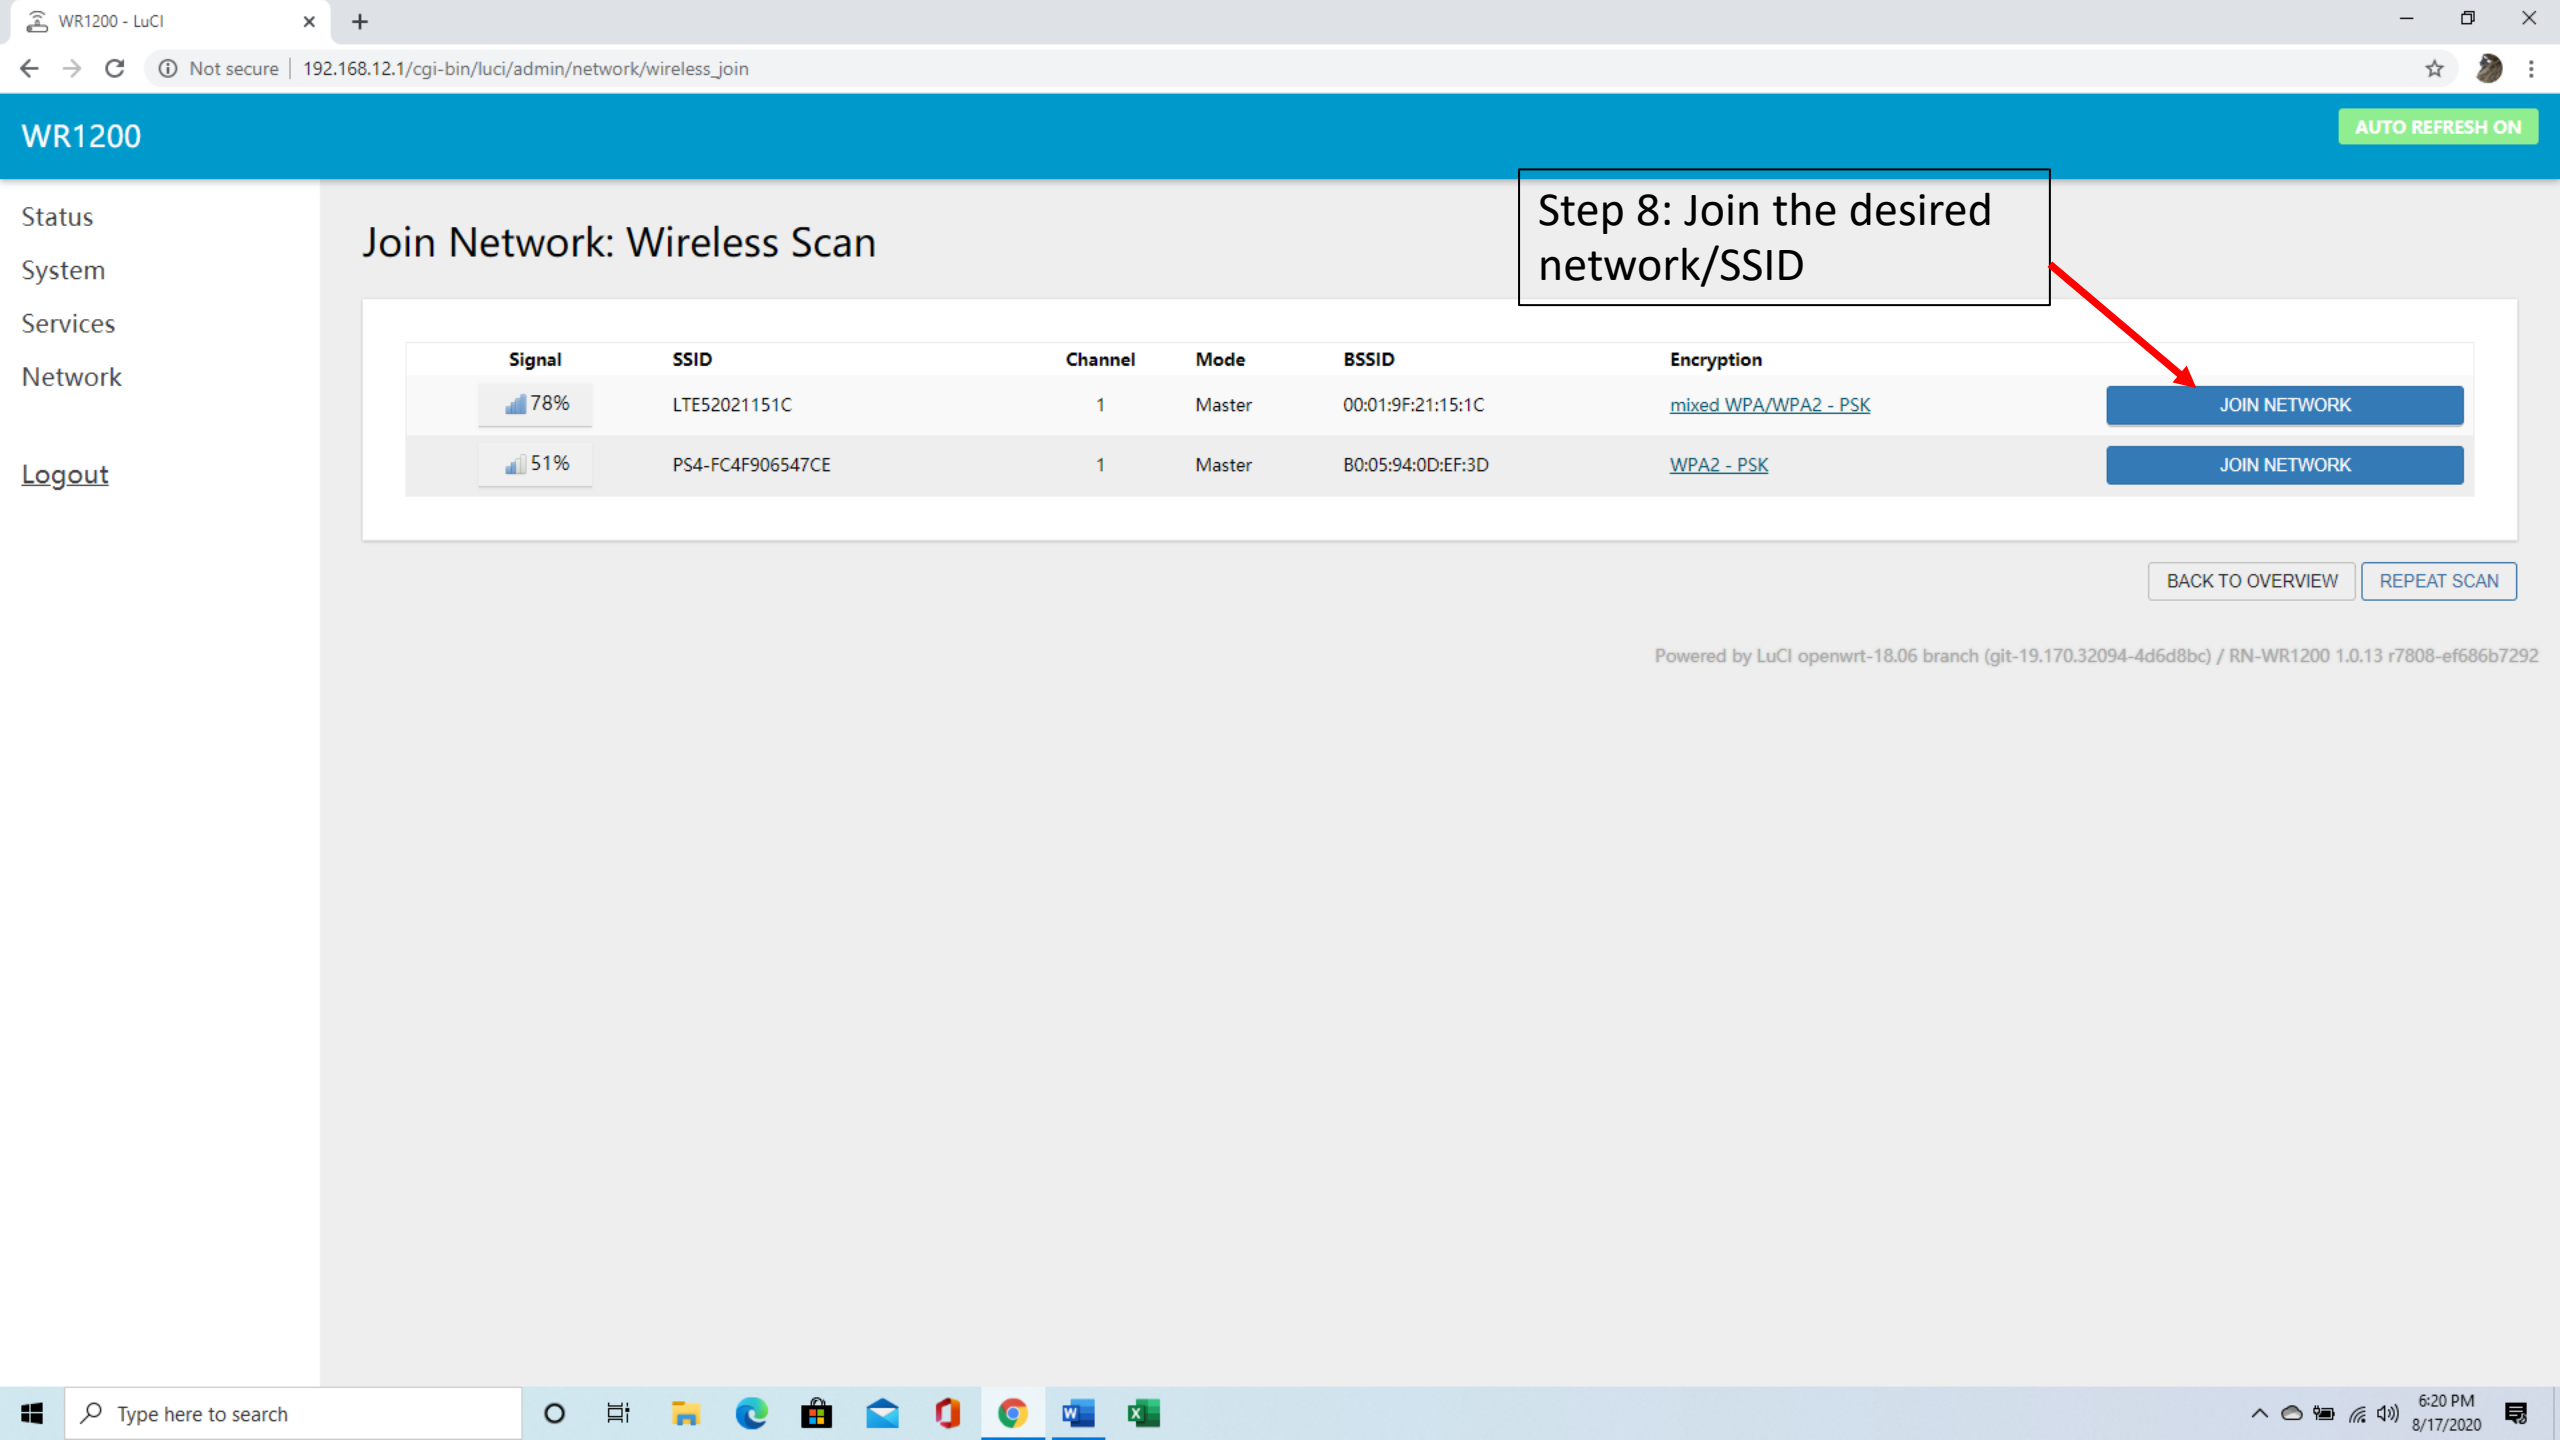 WR1200 - LuCI
Not secure | 192.168.12.1/cgi-bin/luci/admin/network/wireless_join
WR1200
AUTO REFRESH ON
Status
System
Services
Network
Logout
Join Network: Wireless Scan
Step 8: Join the desired
network/SSID
Signal SSID Channel Mode BSSID Encryption
78% LTE52021151C 1 Master 00:01:9F:21:15:1C mixed WPA/WPA2 - PSK JOIN NETWORK
51% PS4-FC4F906547CE 1 Master B0:05:94:0D:EF:3D WPA2 - PSK JOIN NETWORK
BACK TO OVERVIEW REPEAT SCAN
Powered by LuCI openwrt-18.06 branch (git-19.170.32094-4d6d8bc) / RN-WR1200 1.0.13 r7808-ef686b7292
Type here to search
6:20 PM
8/17/2020